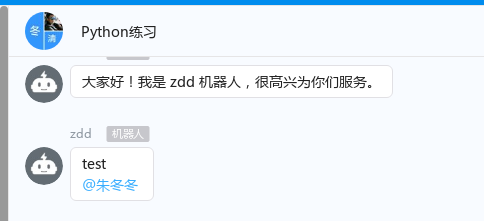 冬
清
Python练习
大家好！我是 zdd 机器人，很高兴为你们服务。
zdd 机器人
test
@朱冬冬